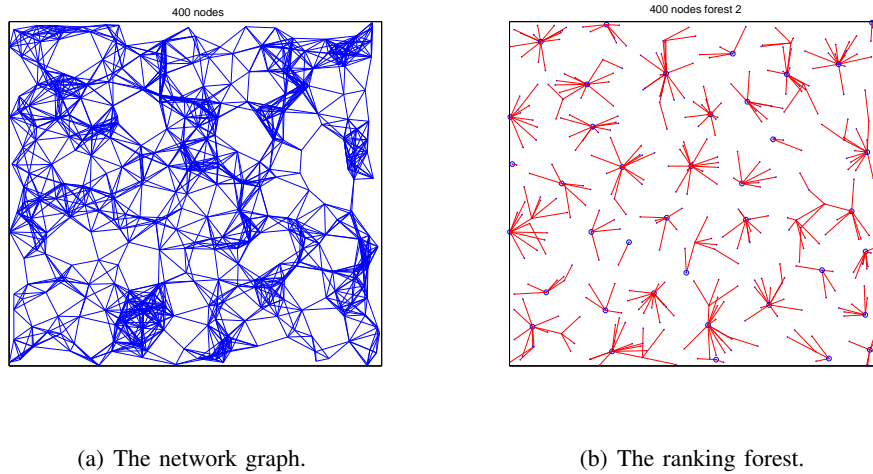 400 nodes
400 nodes forest 2
(a) The network graph.
(b) The ranking forest.